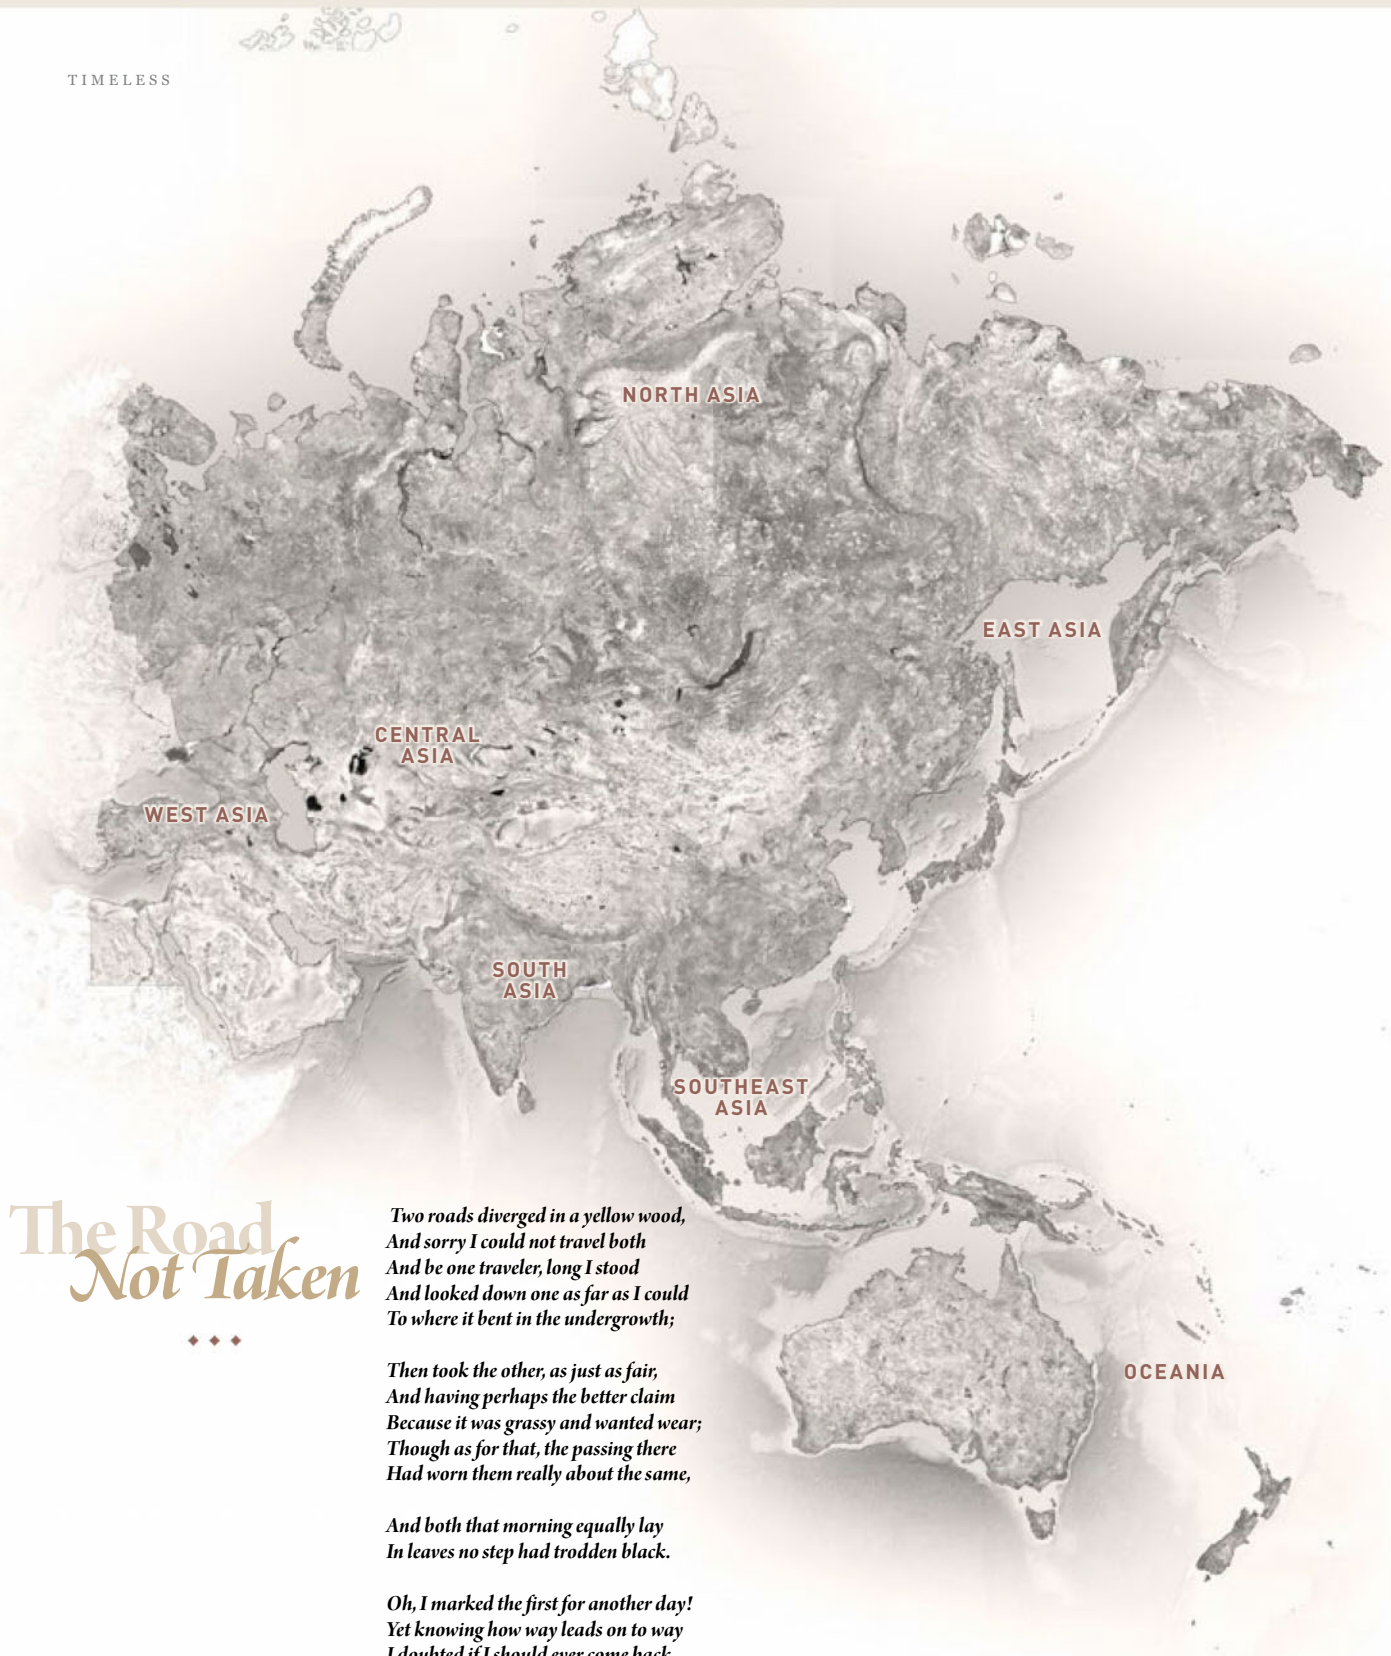 TIMELESS
NORTH ASIA
EAST ASIA
CENTRAL
ASIA
WEST ASIA
SOUTH
ASIA
SOUTHEAST
ASIA
OCEANIA
The Road
Not Taken
Two roads diverged in a yellow wood,
And sorry I could not travel both
And be one traveler, long I stood
And looked down one as far as I could
To where it bent in the undergrowth;
Then took the other, as just as fair,
And having perhaps the better claim
Because it was grassy and wanted wear;
Though as for that, the passing there
Had worn them really about the same,
And both that morning equally lay
In leaves no step had trodden black.
Oh, I marked the first for another day!
Yet knowing how way leads on to way
I doubted if I should ever come back.